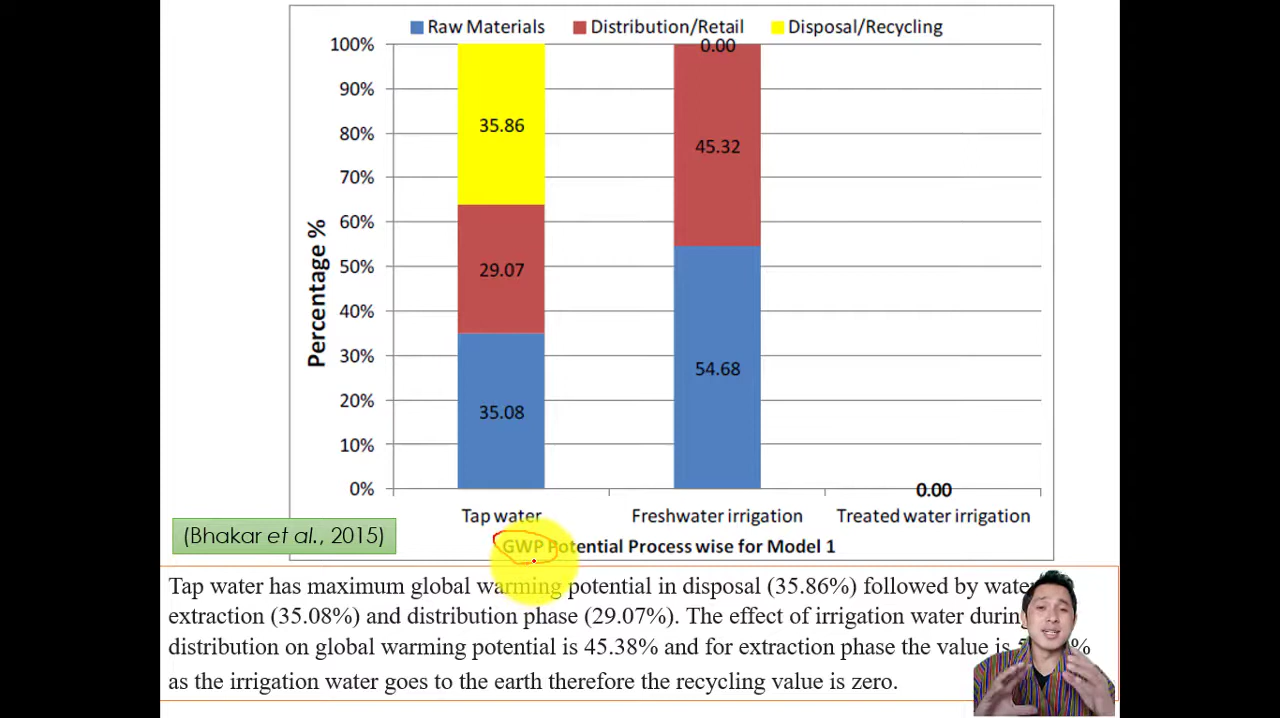 Raw Materials Distribution/Retail Disposal/Recycling
100%
90%
80%
70%
60%
50%
40%
30%
20%
10%
0%
Percentage %
35.86
29.07
35.08
0.00
45.32
54.68
0.00
Tap water Freshwater irrigation Treated water irrigation
GWP Potential Process wise for Model 1
(Bhakar et al., 2015)
Tap water has maximum global warming potential in disposal (35.86%) followed by water
extraction (35.08%) and distribution phase (29.07%). The effect of irrigation water during
distribution on global warming potential is 45.38% and for extraction phase the value is %
as the irrigation water goes to the earth therefore the recycling value is zero.